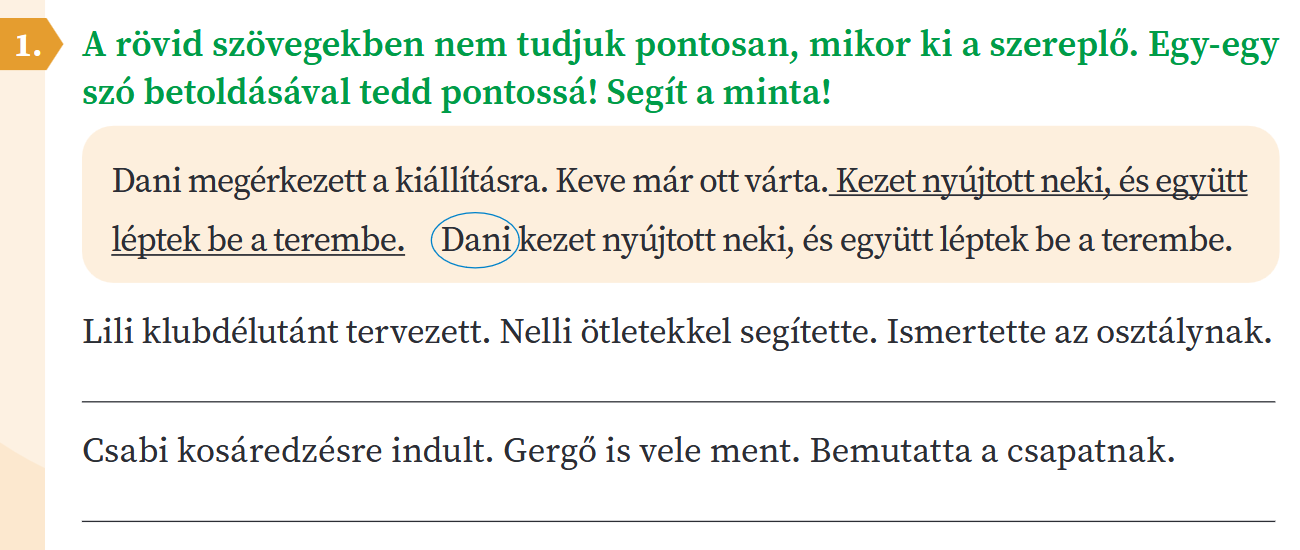 1. A rövid szövegekben nem tudjuk pontosan, mikor ki a szereplő. Egy-egy
szó betoldásával tedd pontossá! Segít a minta!
Dani megérkezett a kiállításra. Keve már ott várta. Kezet nyújtott neki, és együtt
léptek be a terembe. Dani kezet nyújtott neki, és együtt léptek be a terembe.
Lili klubdélutánt tervezett. Nelli ötletekkel segítette. Ismertette az osztálynak.
Csabi kosáredzésre indult. Gergő is vele ment. Bemutatta a csapatnak.